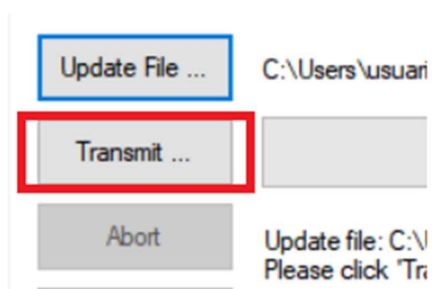 Update File ...
C:\Users\usuari
Transmit ...
Abort
Update file: C:\
Please click 'Tra